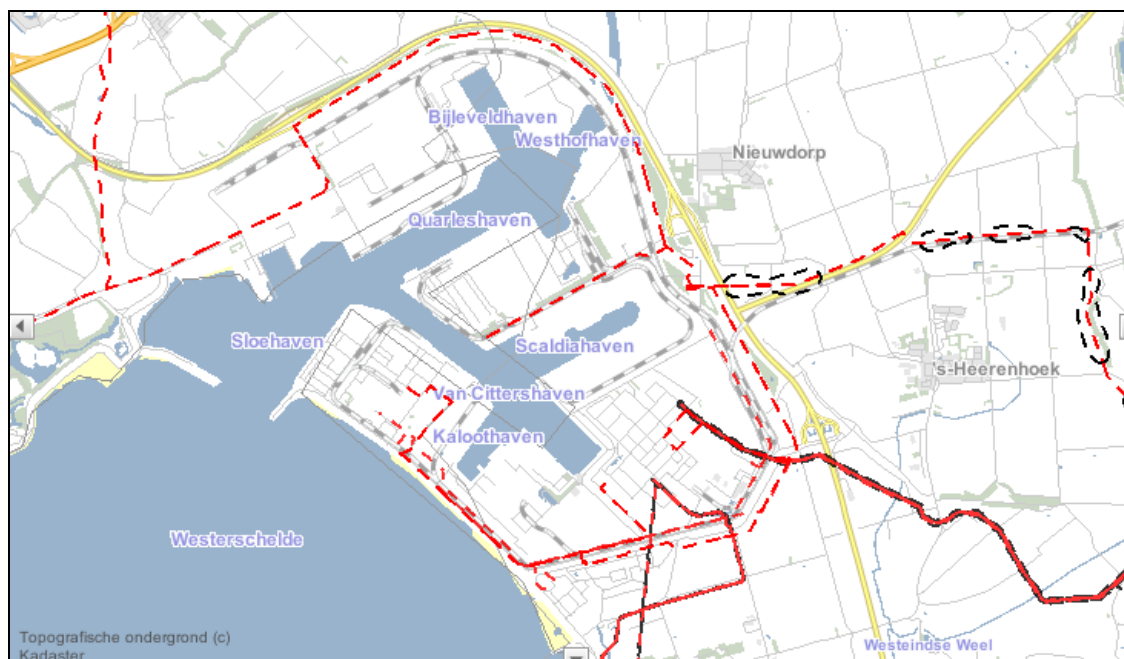 Bijleveldhaven
Westhofhaven
Nieuwdorp
Quarleshaven
Sloehaven
Scaldiahaven
's-Heerenhoek
Van Cittershaven
Kaloothaven
Westerschelde
Topografische ondergrond (c)
Kadaster
Westeindse Weel